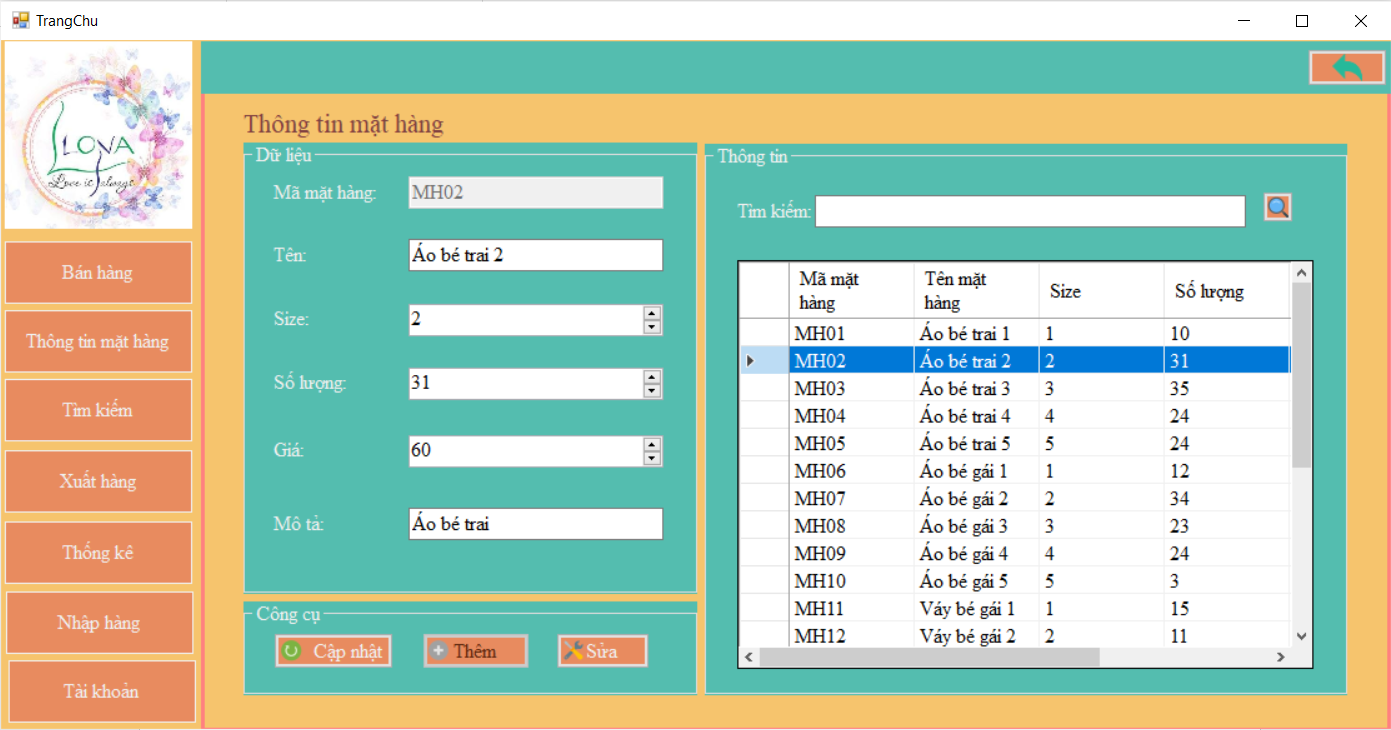 TrangChu
LOVA
Love it always
Bán hàng
Thông tin mặt hàng
Tìm kiếm
Xuất hàng
Thống kê
Nhập hàng
Tài khoản
Thông tin mặt hàng
Dữ liệu
Mã mặt hàng: MH02
Tên: Áo bé trai 2
Size: 2
Số lượng: 31
Giá: 60
Mô tả: Áo bé trai
Công cụ
Cập nhật Thêm Sửa
Thông tin
Tìm kiếm:
Mã mặt hàng Tên mặt hàng Size Số lượng
MH01 Áo bé trai 1 1 10
MH02 Áo bé trai 2 2 31
MH03 Áo bé trai 3 3 35
MH04 Áo bé trai 4 4 24
MH05 Áo bé trai 5 5 24
MH06 Áo bé gái 1 1 12
MH07 Áo bé gái 2 2 34
MH08 Áo bé gái 3 3 23
MH09 Áo bé gái 4 4 24
MH10 Áo bé gái 5 5 3
MH11 Váy bé gái 1 1 15
MH12 Váy bé gái 2 2 11